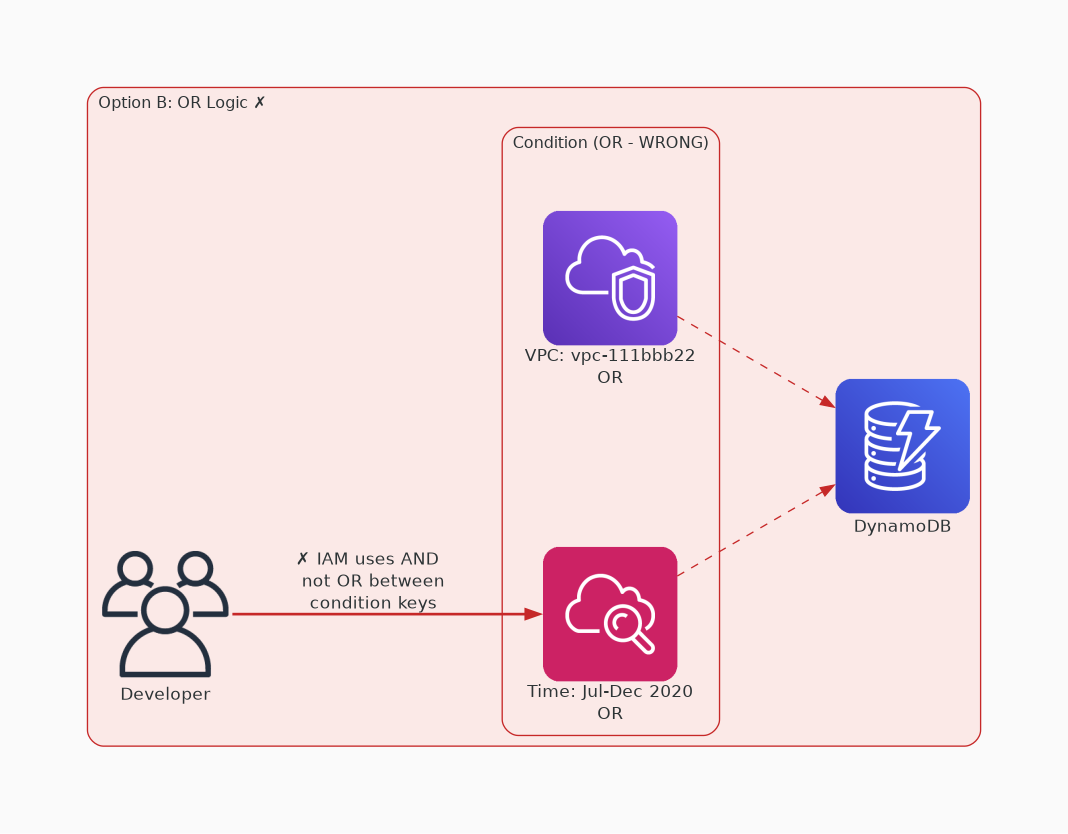 Option B: OR Logic ✗
Condition (OR - WRONG)
VPC: vpc-111bbb22
OR
DynamoDB
✗ IAM uses AND
not OR between
condition keys
Developer
Time: Jul-Dec 2020
OR